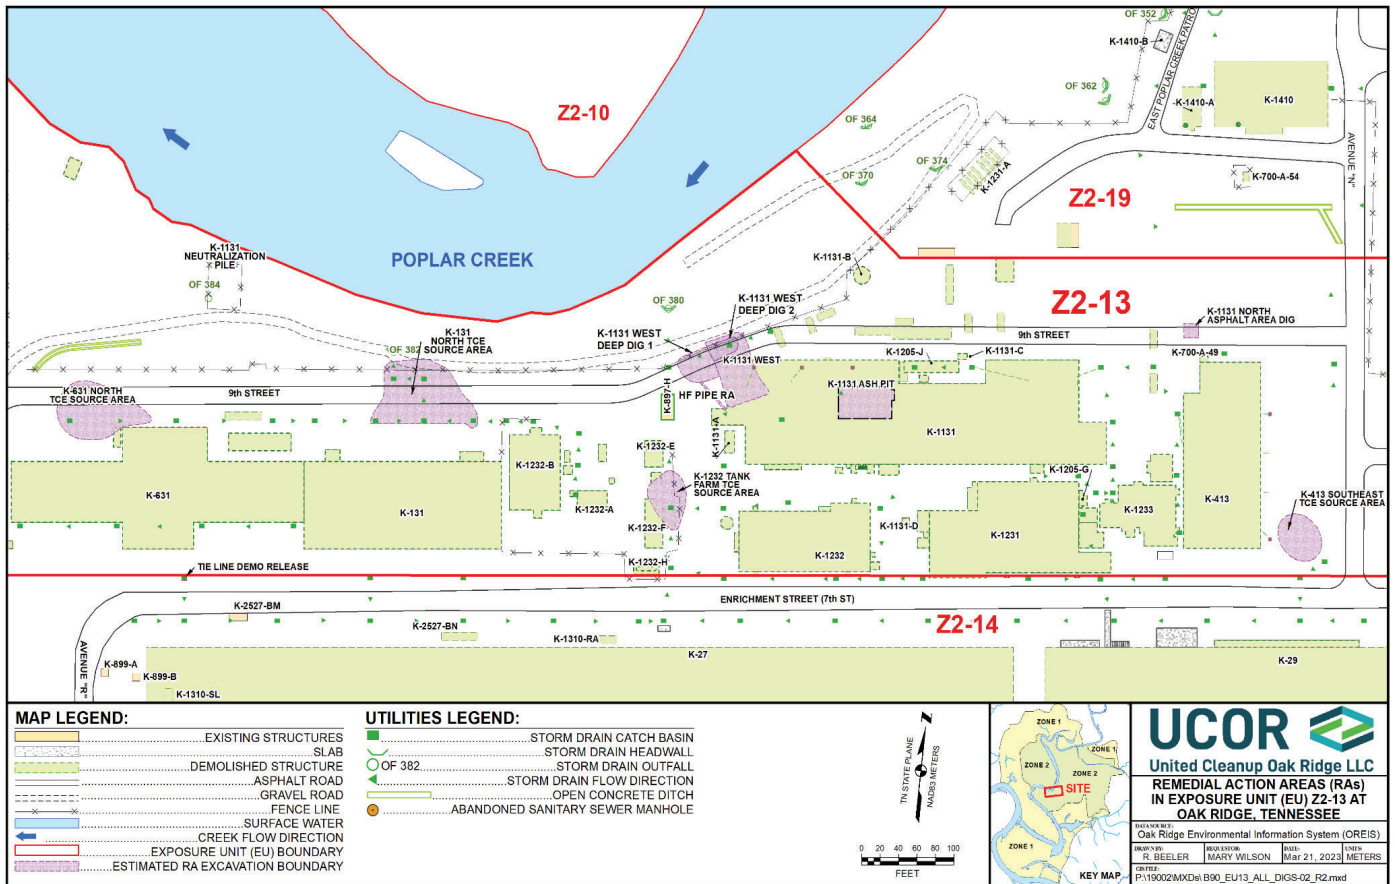 OF 352
K-1410-B
EAST POPLAR CREEK PATRO
OF 362
K-1410-A
K-1410
Z2-10
OF 364
AVENUE "N"
OF 374
OF 370
K-1231-A
K-700-A-54
Z2-19
K-1131
NEUTRALIZATION
PILE
POPLAR CREEK
K-1131-B
OF 384
OF 380
K-1131 WEST
DEEP DIG 2
Z2-13
K-1131 NORTH
ASPHALT AREA DIG
K-131
NORTH TCE
SOURCE AREA
K-1131 WEST
DEEP DIG 1
9th STREET
OF 382
K-1131 WEST
K-1205-J
K-1131-C
K-700-A-49
K-631 NORTH
TCE SOURCE AREA
9th STREET
K-897-H
HF PIPE RA
K-1131 ASH PIT
K-1131-A
K-1131
K-1232-E
K-1232-B
K-1232 TANK
FARM TCE
SOURCE AREA
K-1205-G
K-631
K-131
K-1232-A
K-1232-F
K-1131-D
K-1233
K-413
K-413 SOUTHEAST
TCE SOURCE AREA
K-1232
K-1231
K-1232-H
TIE LINE DEMO RELEASE
ENRICHMENT STREET (7th ST)
K-2527-BM
K-2527-BN
K-1310-RA
Z2-14
AVENUE "R"
K-27
K-29
K-899-A
K-899-B
K-1310-SL
MAP LEGEND:
EXISTING STRUCTURES
SLAB
DEMOLISHED STRUCTURE
ASPHALT ROAD
GRAVEL ROAD
FENCE LINE
SURFACE WATER
CREEK FLOW DIRECTION
EXPOSURE UNIT (EU) BOUNDARY
ESTIMATED RA EXCAVATION BOUNDARY
UTILITIES LEGEND:
STORM DRAIN CATCH BASIN
STORM DRAIN HEADWALL
OF 382 STORM DRAIN OUTFALL
STORM DRAIN FLOW DIRECTION
OPEN CONCRETE DITCH
ABANDONED SANITARY SEWER MANHOLE
N
TN STATE PLANE
NAD83 METERS
0 20 40 60 80 100
FEET
ZONE 1
ZONE 1
ZONE 2
ZONE 2
SITE
ZONE 1
KEY MAP
UCOR
United Cleanup Oak Ridge LLC
REMEDIAL ACTION AREAS (RAs)
IN EXPOSURE UNIT (EU) Z2-13 AT
OAK RIDGE, TENNESSEE
DATA SOURCE:
Oak Ridge Environmental Information System (OREIS)
DRAWN BY: REQUESTOR: DATE: UNITS
R. BEELER MARY WILSON Mar 21, 2023 METERS
GIS FILE:
P:\19002\MXDs\B90_EU13_ALL_DIGS-02_R2.mxd